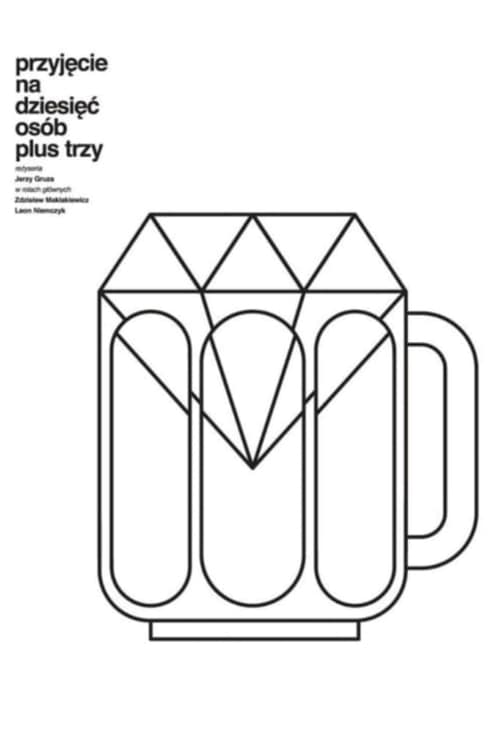 przyjęcie
na
dziesięć
osób
plus trzy
reżyseria
Jerzy Gruza
w rolach głównych
Zdzisław Maklakiewicz
Leon Niemczyk